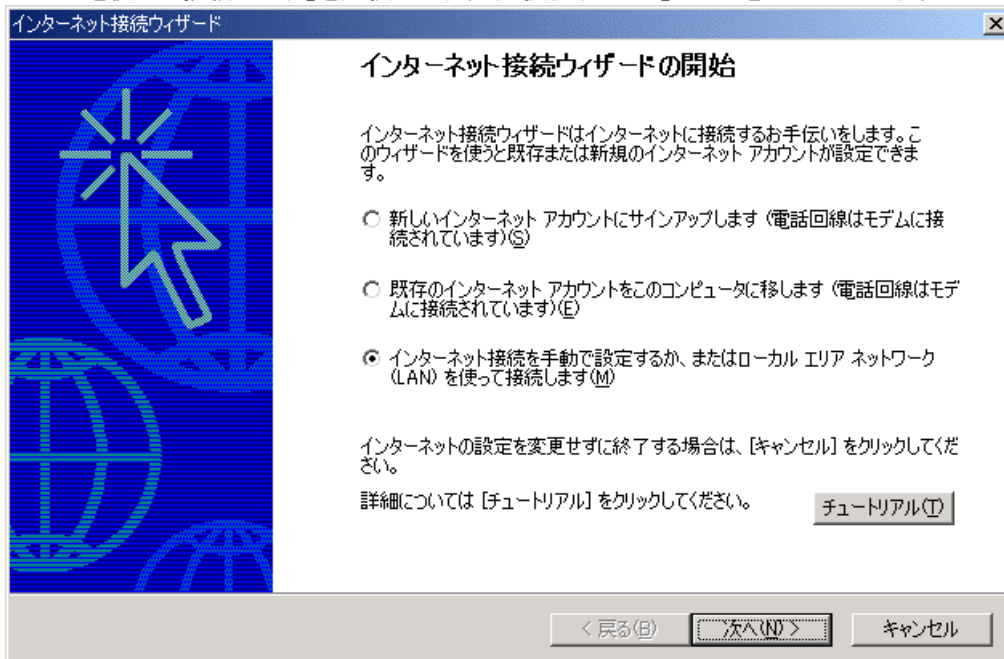 インターネット接続ウィザード
インターネット接続ウィザードの開始
インターネット接続ウィザードはインターネットに接続するお手伝いをします。こ
のウィザードを使うと既存または新規のインターネット アカウントが設定できま
す。
新しいインターネット アカウントにサインアップします (電話回線はモデムに接
続されています)(S)
既存のインターネット アカウントをこのコンピュータに移します (電話回線はモデ
ムに接続されています)(E)
インターネット接続を手動で設定するか、またはローカル エリア ネットワーク
(LAN) を使って接続します(M)
インターネットの設定を変更せずに終了する場合は、[キャンセル] をクリックしてくだ
さい。
詳細については [チュートリアル] をクリックしてください。
チュートリアル(T)
< 戻る(B)
次へ(N) >
キャンセル